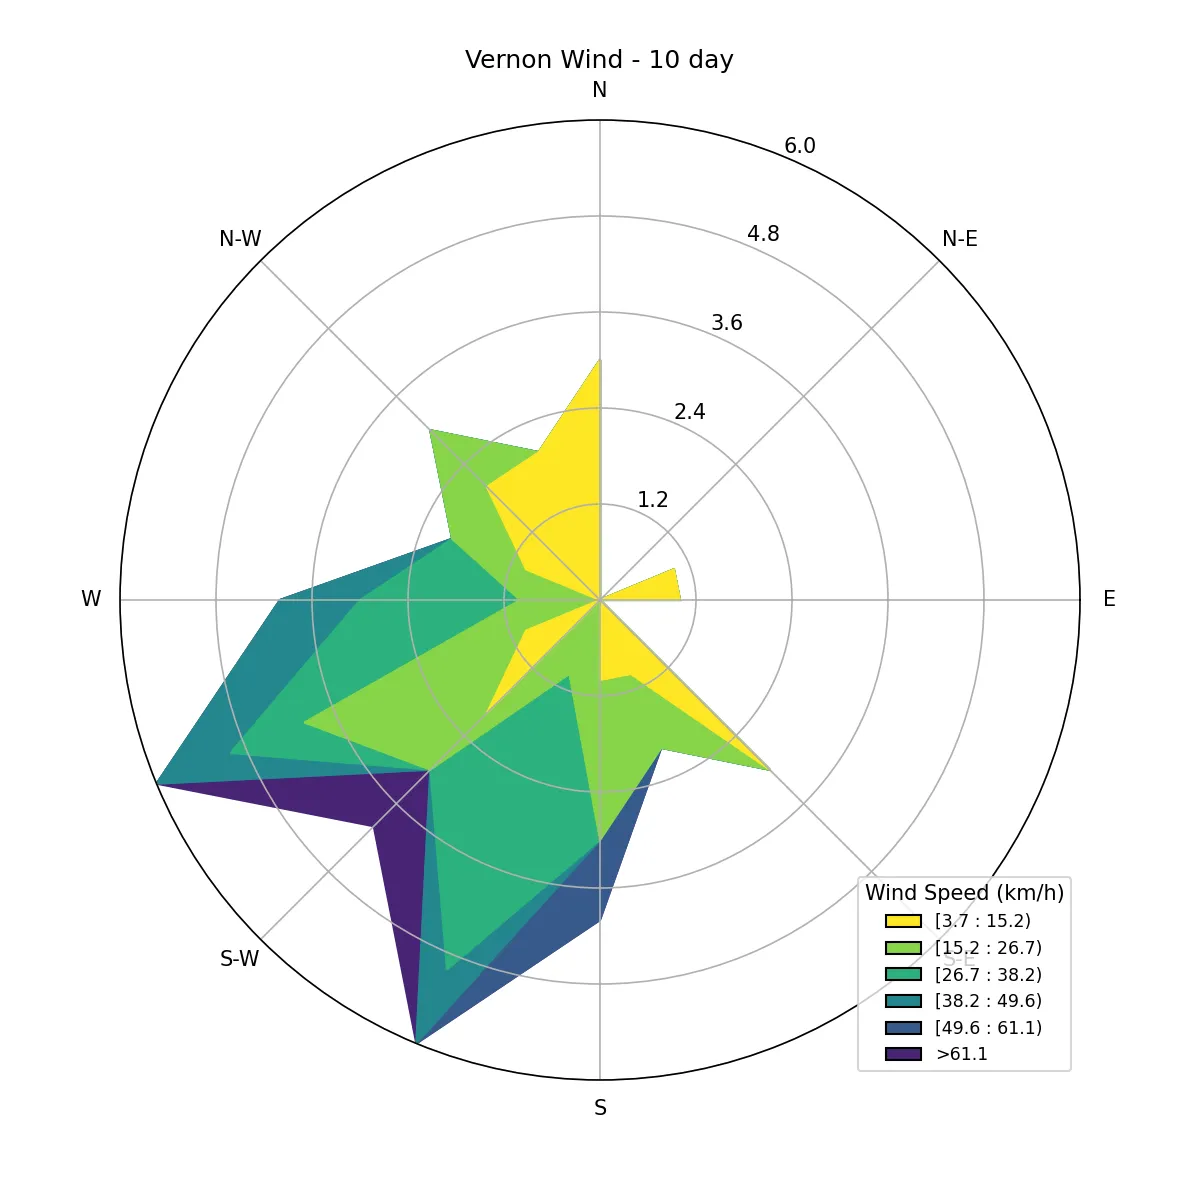 Vernon Wind - 10 day
N
6.0
N-W
N-E
4.8
3.6
2.4
1.2
W
E
Wind Speed (km/h)
[3.7 : 15.2)
[15.2 : 26.7)
S-W
S-E
[26.7 : 38.2)
[38.2 : 49.6)
[49.6 : 61.1)
>61.1
S